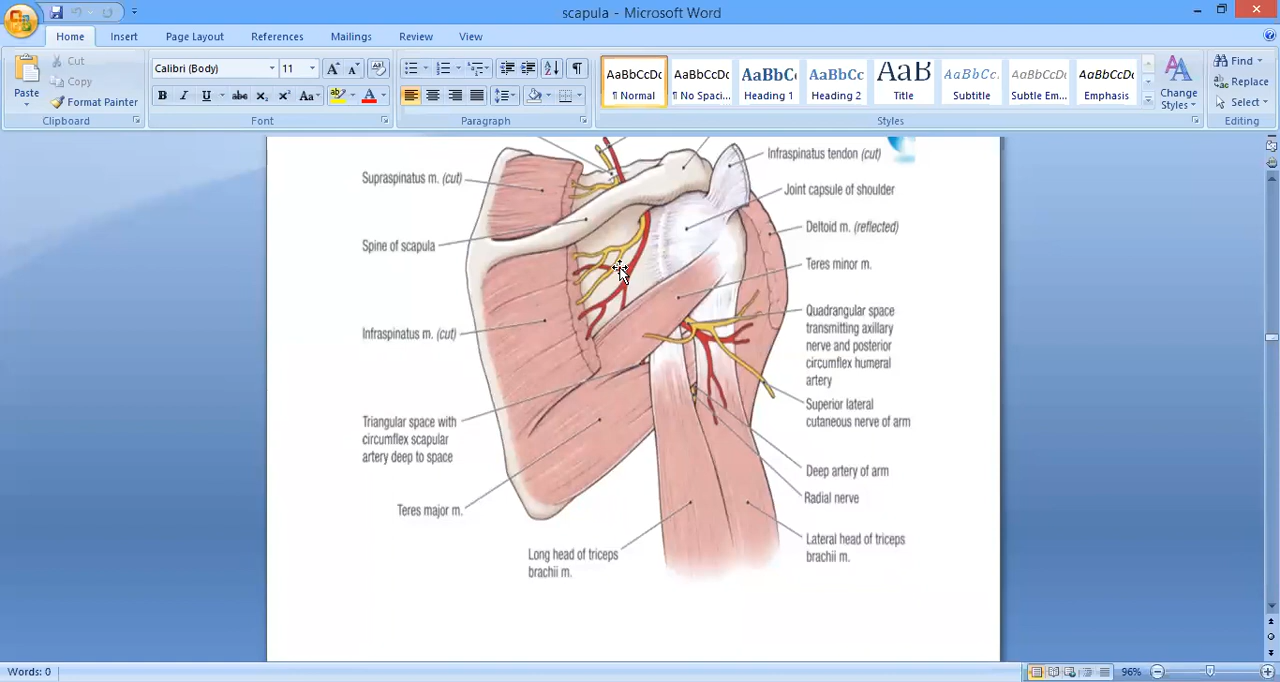 scapula - Microsoft Word
Home Insert Page Layout References Mailings Review View
Paste
Cut
Copy
Format Painter
Clipboard
Calibri (Body) 11
Font
Paragraph
AaBbCcDc AaBbCcDc AaBbC AaBbCc AaB AaBbCc. AaBbCcDc AaBbCcDc
¶ Normal ¶ No Spaci... Heading 1 Heading 2 Title Subtitle Subtle Em... Emphasis
Change
Styles
Styles
Find
Replace
Select
Editing
Infraspinatus tendon (cut)
Supraspinatus m. (cut)
Joint capsule of shoulder
Deltoid m. (reflected)
Spine of scapula
Teres minor m.
Infraspinatus m. (cut)
Quadrangular space
transmitting axillary
nerve and posterior
circumflex humeral
artery
Superior lateral
cutaneous nerve of arm
Triangular space with
circumflex scapular
artery deep to space
Deep artery of arm
Radial nerve
Teres major m.
Lateral head of triceps
brachii m.
Long head of triceps
brachii m.
Words: 0
96%